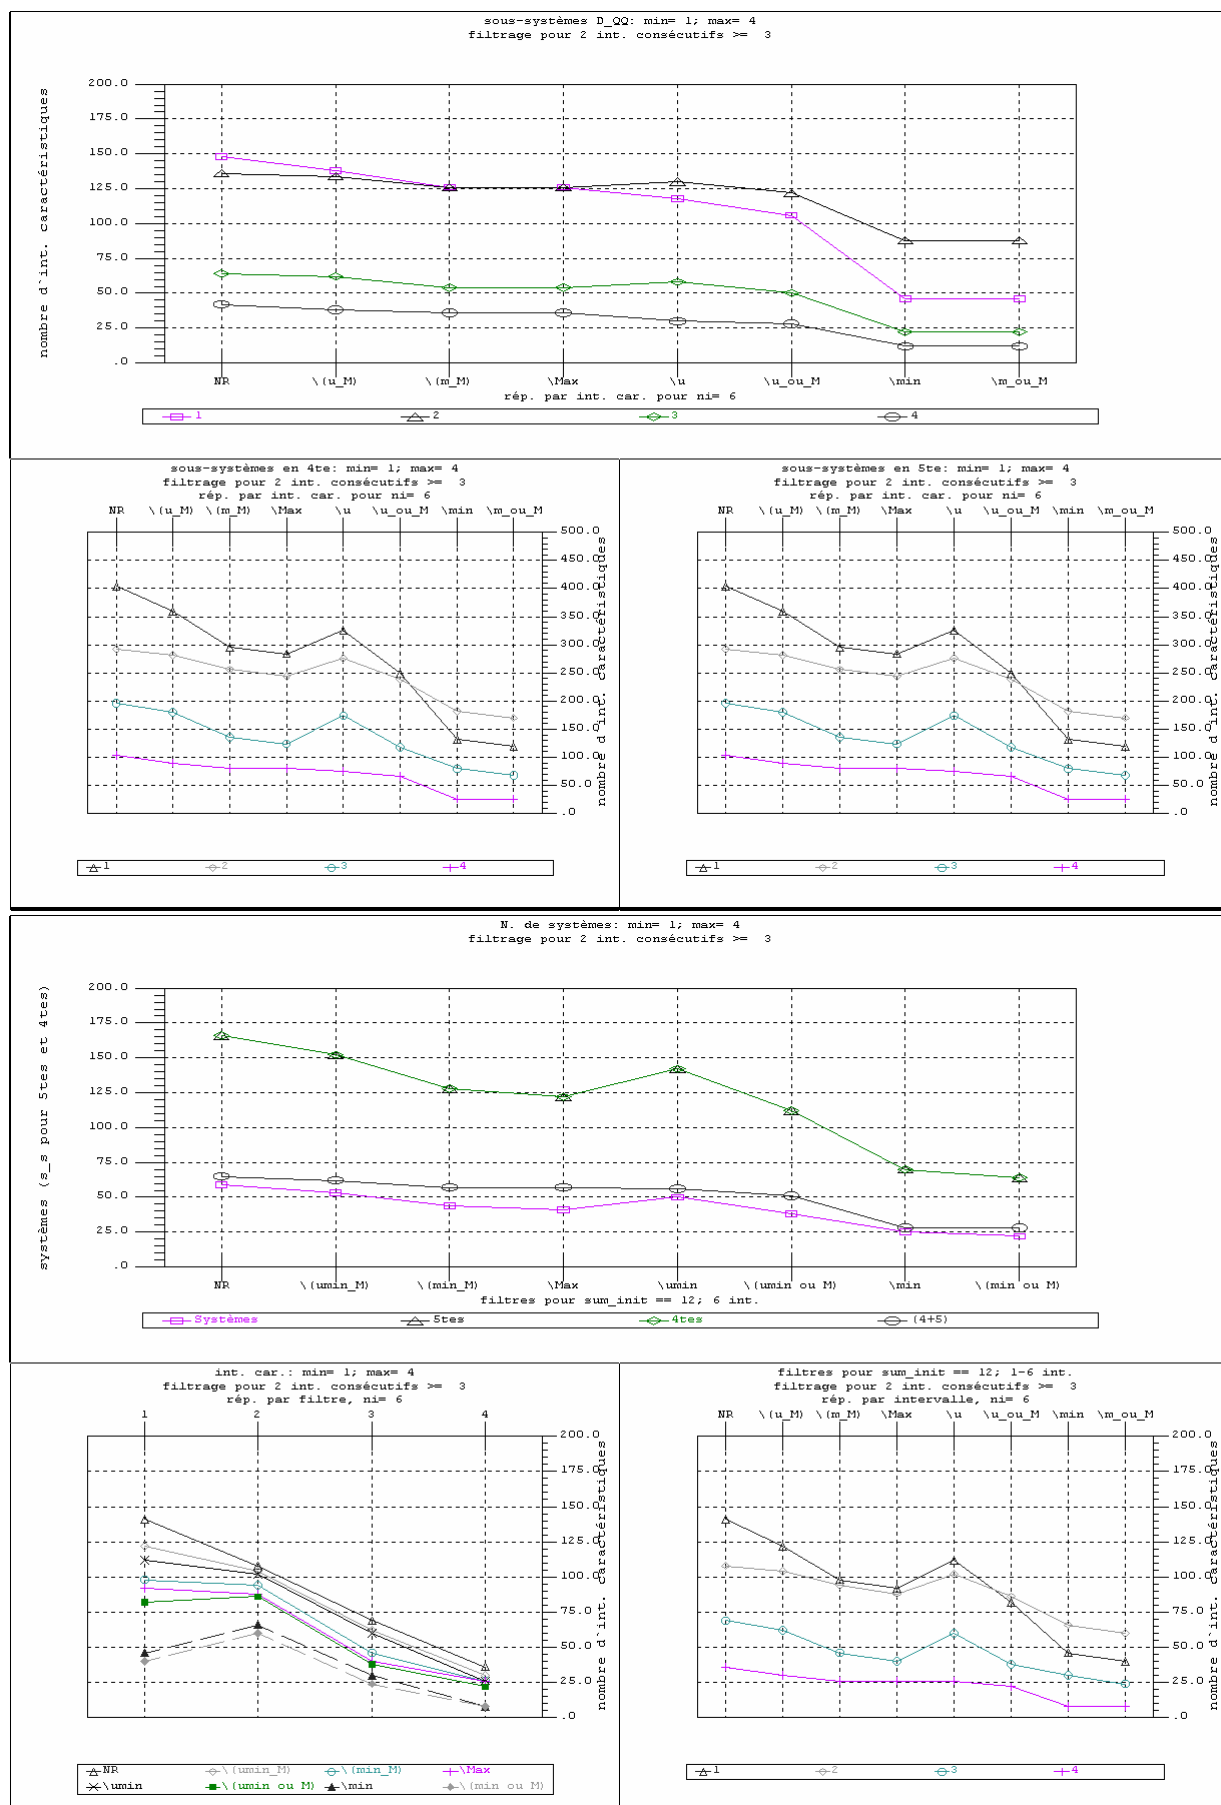 sous-systèmes D_QQ: min= 1; max= 4
filtrage pour 2 int. consécutifs >= 3
nombre d`int. caractéristiques
200.0
175.0
150.0
125.0
100.0
75.0
50.0
25.0
.0
NR \(u_M) \(m_M) \Max \u \u_ou_M \min \m_ou_M
rép. par int. car. pour ni= 6
1 2 3 4
sous-systèmes en 4te: min= 1; max= 4
filtrage pour 2 int. consécutifs >= 3
rép. par int. car. pour ni= 6
NR \(u_M) \(m_M) \Max \u \u_ou_M \min \m_ou_M
500.0
450.0
400.0
350.0
300.0
250.0
200.0
150.0
100.0
50.0
.0
nombre d`int. caractéristiques
1 2 3 4
sous-systèmes en 5te: min= 1; max= 4
filtrage pour 2 int. consécutifs >= 3
rép. par int. car. pour ni= 6
NR \(u_M) \(m_M) \Max \u \u_ou_M \min \m_ou_M
500.0
450.0
400.0
350.0
300.0
250.0
200.0
150.0
100.0
50.0
.0
nombre d`int. caractéristiques
1 2 3 4
N. de systèmes: min= 1; max= 4
filtrage pour 2 int. consécutifs >= 3
systèmes (s_s pour 5tes et 4tes)
200.0
175.0
150.0
125.0
100.0
75.0
50.0
25.0
.0
NR \(umin_M) \(min_M) \Max \umin \(umin ou M) \min \(min ou M)
filtres pour sum_init == 12; 6 int.
Systèmes 5tes 4tes (4+5)
int. car.: min= 1; max= 4
filtrage pour 2 int. consécutifs >= 3
rép. par filtre, ni= 6
1 2 3 4
200.0
175.0
150.0
125.0
100.0
75.0
50.0
25.0
.0
nombre d`int. caractéristiques
NR \(umin_M) \(min_M) \Max
\umin \(umin ou M) \min \(min ou M)
filtres pour sum_init == 12; 1-6 int.
filtrage pour 2 int. consécutifs >= 3
rép. par intervalle, ni= 6
NR \(u_M) \(m_M) \Max \u \u_ou_M \min \m_ou_M
200.0
175.0
150.0
125.0
100.0
75.0
50.0
25.0
.0
nombre d`int. caractéristiques
1 2 3 4